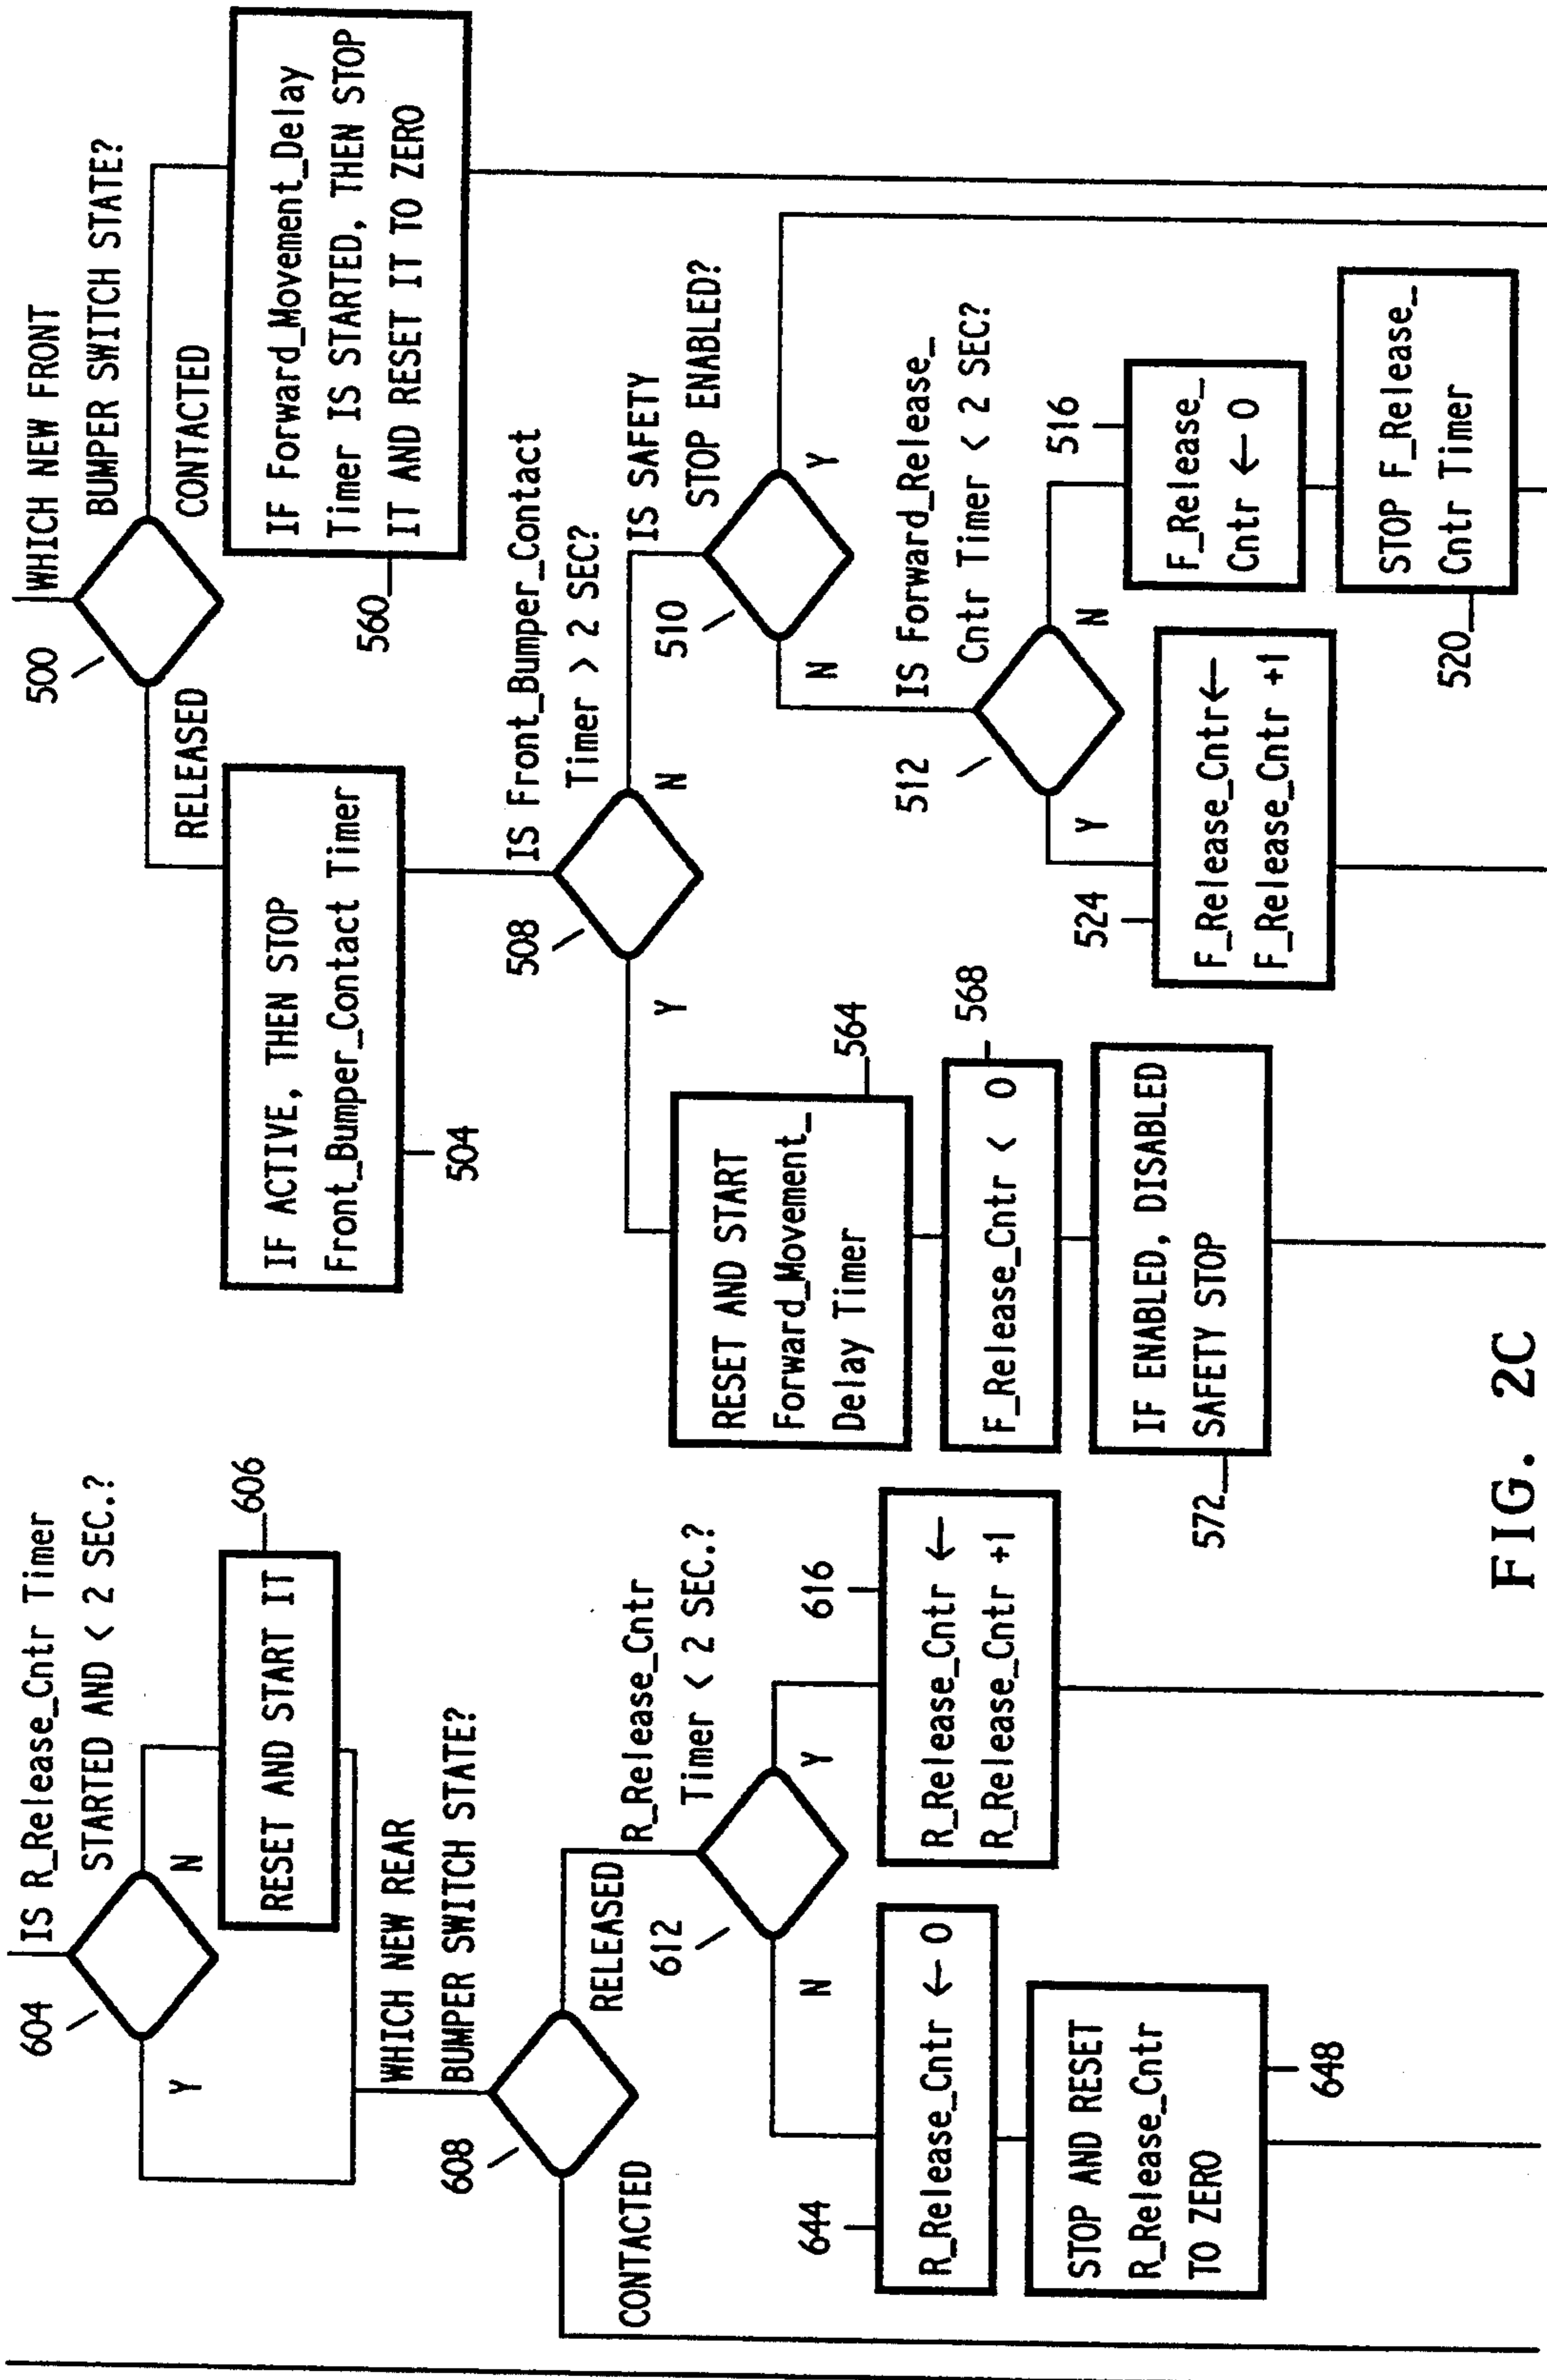 604
IS R_Release_Cntr Timer
STARTED AND < 2 SEC.?
Y
N
RESET AND START IT
606
WHICH NEW REAR
BUMPER SWITCH STATE?
608
CONTACTED
RELEASED
R_Release_Cntr
Timer < 2 SEC.?
612
N
Y
644
R_Release_Cntr ← 0
STOP AND RESET
R_Release_Cntr
TO ZERO
648
616
R_Release_Cntr ←
R_Release_Cntr +1
500
WHICH NEW FRONT
BUMPER SWITCH STATE?
RELEASED
CONTACTED
IF ACTIVE, THEN STOP
Front_Bumper_Contact Timer
504
560
IF Forward_Movement_Delay
Timer IS STARTED, THEN STOP
IT AND RESET IT TO ZERO
508
IS Front_Bumper_Contact
Timer > 2 SEC?
Y
N
RESET AND START
Forward_Movement_
Delay Timer
564
F_Release_Cntr < 0
568
IF ENABLED, DISABLED
SAFETY STOP
572
510
IS SAFETY
STOP ENABLED?
N
Y
512
IS Forward_Release_
Cntr Timer < 2 SEC?
Y
N
524
F_Release_Cntr←
F_Release_Cntr +1
516
F_Release_
Cntr ← 0
STOP F_Release_
Cntr Timer
520
FIG. 2C